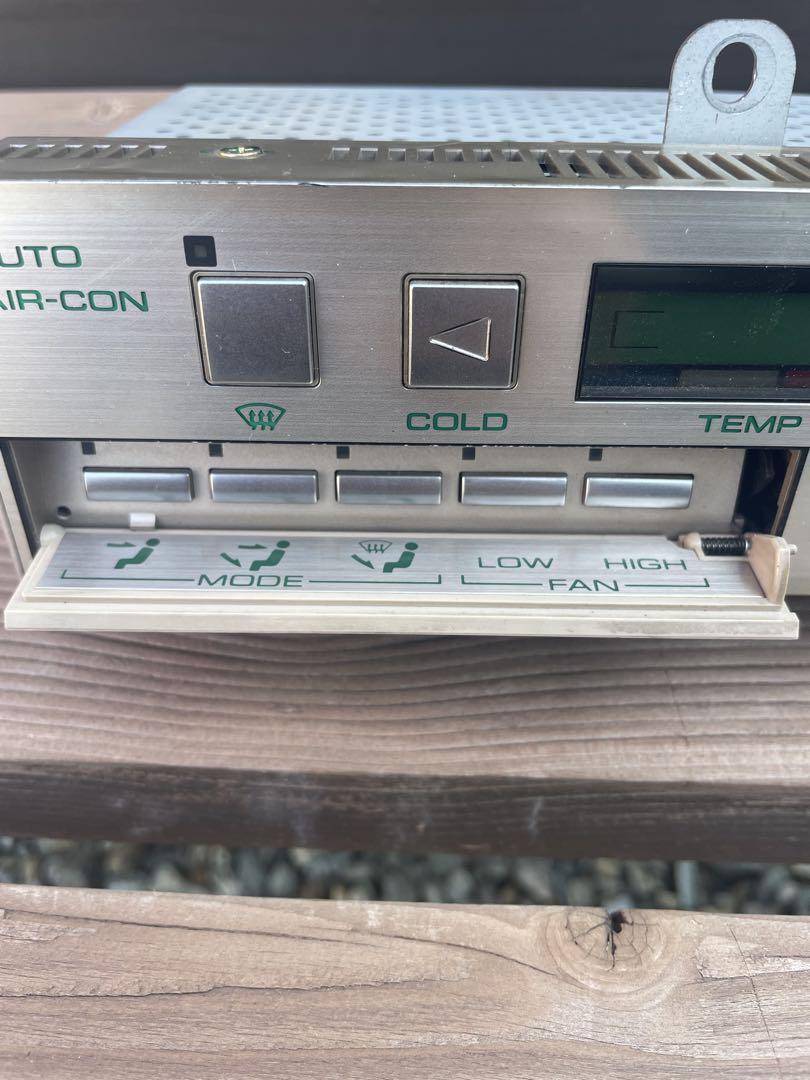 UTO
AIR-CON
COLD
TEMP
LOW HIGH
MODE FAN